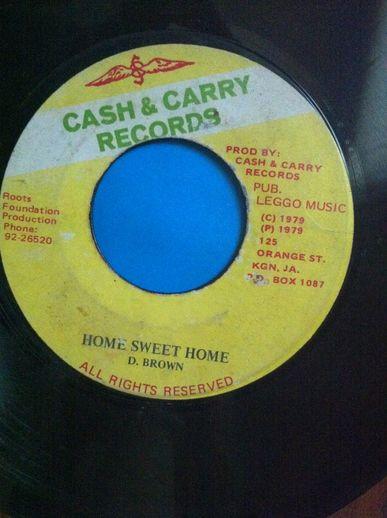 CASH & CARRY
RECORDS
PROD BY:
CASH & CARRY
RECORDS
PUB.
LEGGO MUSIC
(C) 1979
(P) 1979
125
ORANGE ST.
KGN, JA.
P.O. BOX 1087
Roots
Foundation
Production
Phone:
92-26520
HOME SWEET HOME
D. BROWN
ALL RIGHTS RESERVED